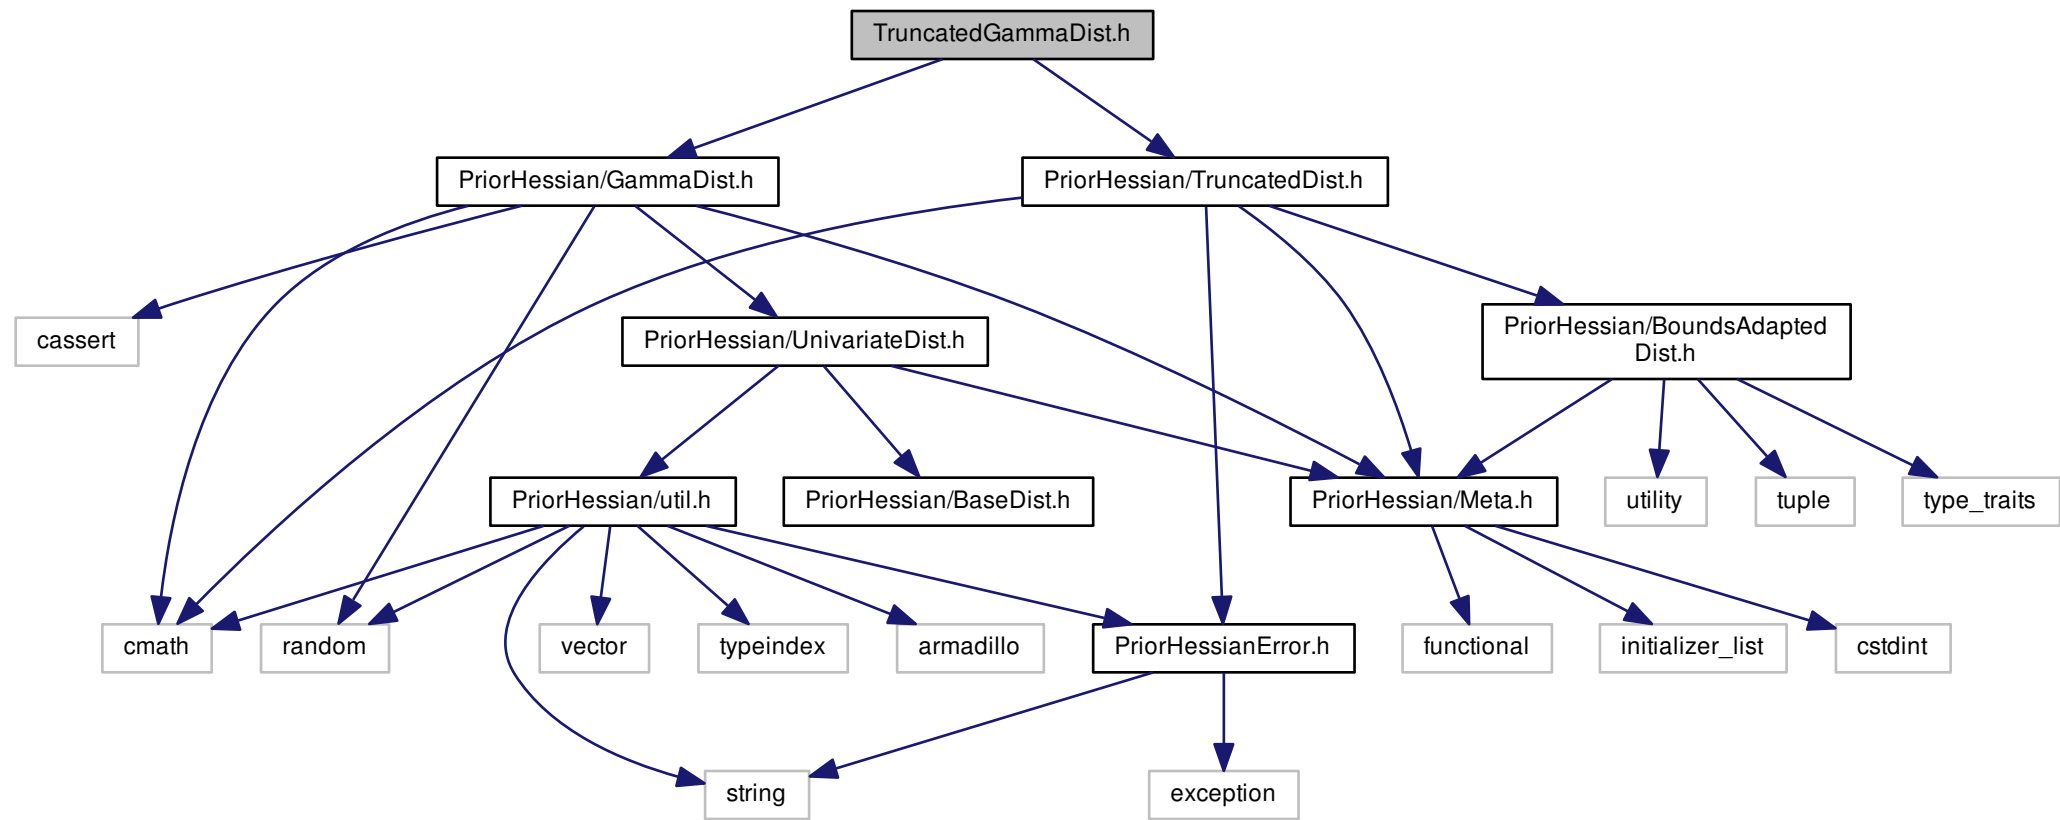 TruncatedGammaDist.h
PriorHessian/GammaDist.h
PriorHessian/TruncatedDist.h
cassert
PriorHessian/UnivariateDist.h
PriorHessian/BoundsAdapted
Dist.h
PriorHessian/util.h
PriorHessian/BaseDist.h
PriorHessian/Meta.h
utility
tuple
type_traits
cmath
random
vector
typeindex
armadillo
PriorHessianError.h
functional
initializer_list
cstdint
string
exception